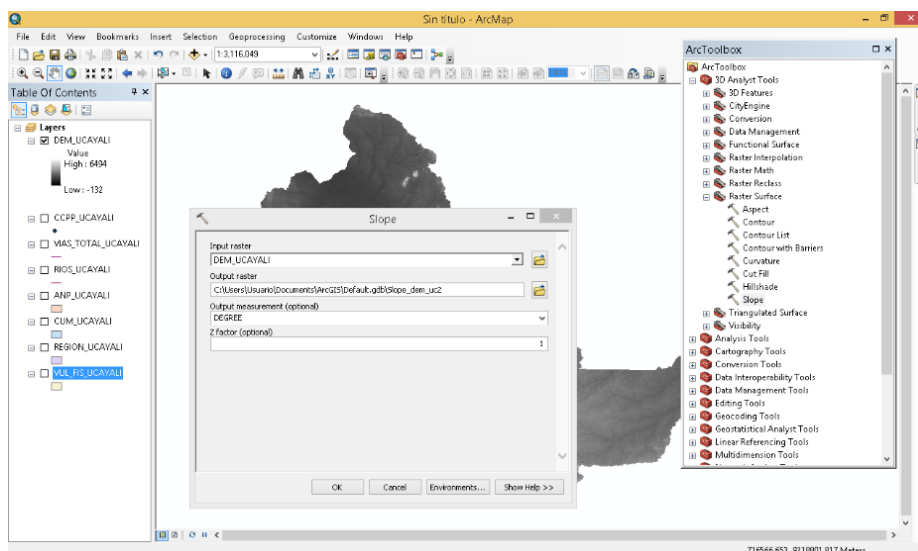 Sin título - ArcMap
File Edit View Bookmarks Insert Selection Geoprocessing Customize Windows Help
1:3,116,049
Table Of Contents
Layers
DEM_UCAYALI
Value
High : 6494
Low : -132
CCPP_UCAYALI
VIAS_TOTAL_UCAYALI
RIOS_UCAYALI
ANP_UCAYALI
CUM_UCAYALI
REGION_UCAYALI
VUL_FIS_UCAYALI
Slope
Input raster
DEM_UCAYALI
Output raster
C:\Users\Usuario\Documents\ArcGIS\Default.gdb\Slope_dem_uc2
Output measurement (optional)
DEGREE
Z factor (optional)
1
OK Cancel Environments... Show Help >>
ArcToolbox
ArcToolbox
3D Analyst Tools
3D Features
CityEngine
Conversion
Data Management
Functional Surface
Raster Interpolation
Raster Math
Raster Reclass
Raster Surface
Aspect
Contour
Contour List
Contour with Barriers
Curvature
Cut Fill
Hillshade
Slope
Triangulated Surface
Visibility
Analysis Tools
Cartography Tools
Conversion Tools
Data Interoperability Tools
Data Management Tools
Editing Tools
Geocoding Tools
Geostatistical Analyst Tools
Linear Referencing Tools
Multidimension Tools